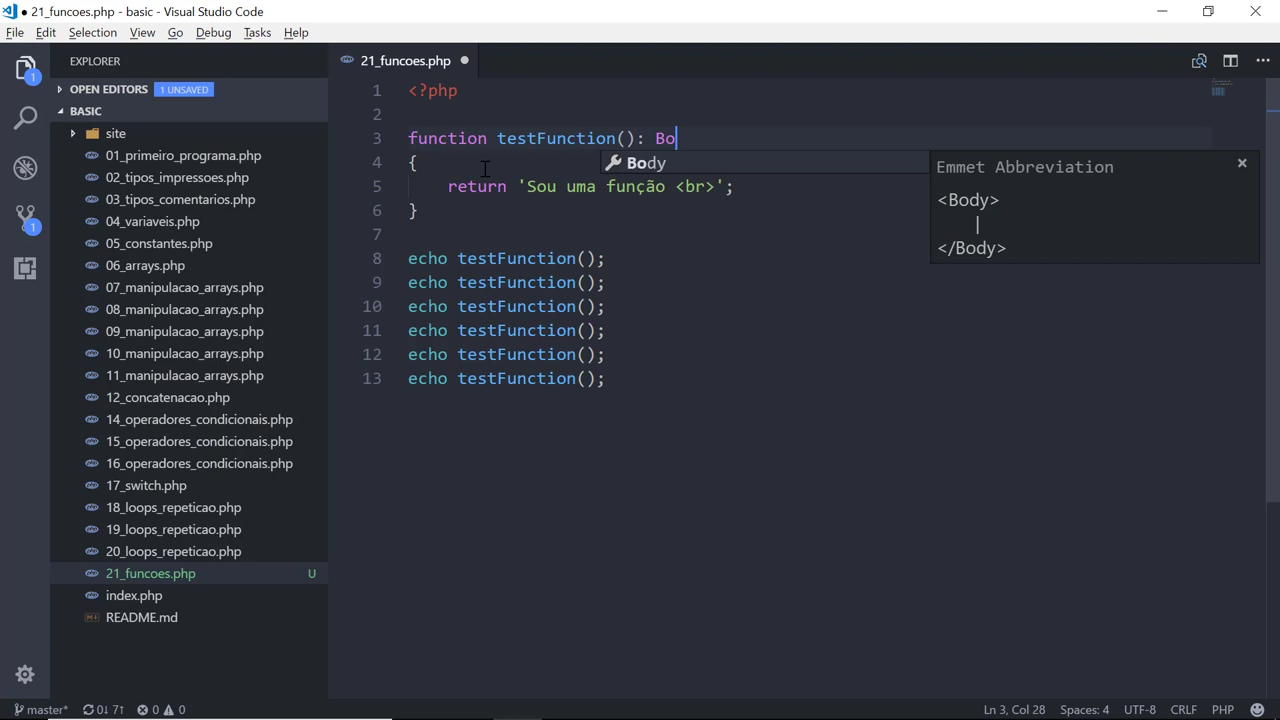 ● 21_funcoes.php - basic - Visual Studio Code
File Edit Selection View Go Debug Tasks Help
EXPLORER
OPEN EDITORS 1 UNSAVED
BASIC
site
01_primeiro_programa.php
02_tipos_impressoes.php
03_tipos_comentarios.php
04_variaveis.php
05_constantes.php
06_arrays.php
07_manipulacao_arrays.php
08_manipulacao_arrays.php
09_manipulacao_arrays.php
10_manipulacao_arrays.php
11_manipulacao_arrays.php
12_concatenacao.php
14_operadores_condicionais.php
15_operadores_condicionais.php
16_operadores_condicionais.php
17_switch.php
18_loops_repeticao.php
19_loops_repeticao.php
20_loops_repeticao.php
21_funcoes.php U
index.php
README.md
1
1
21_funcoes.php
1 <?php
2
3 function testFunction(): Bo
4 {
5 return 'Sou uma função <br>';
6 }
7
8 echo testFunction();
9 echo testFunction();
10 echo testFunction();
11 echo testFunction();
12 echo testFunction();
13 echo testFunction();
Body
Emmet Abbreviation
<Body>
|
</Body>
master* 0↓ 7↑ 0 0 Ln 3, Col 28 Spaces: 4 UTF-8 CRLF PHP